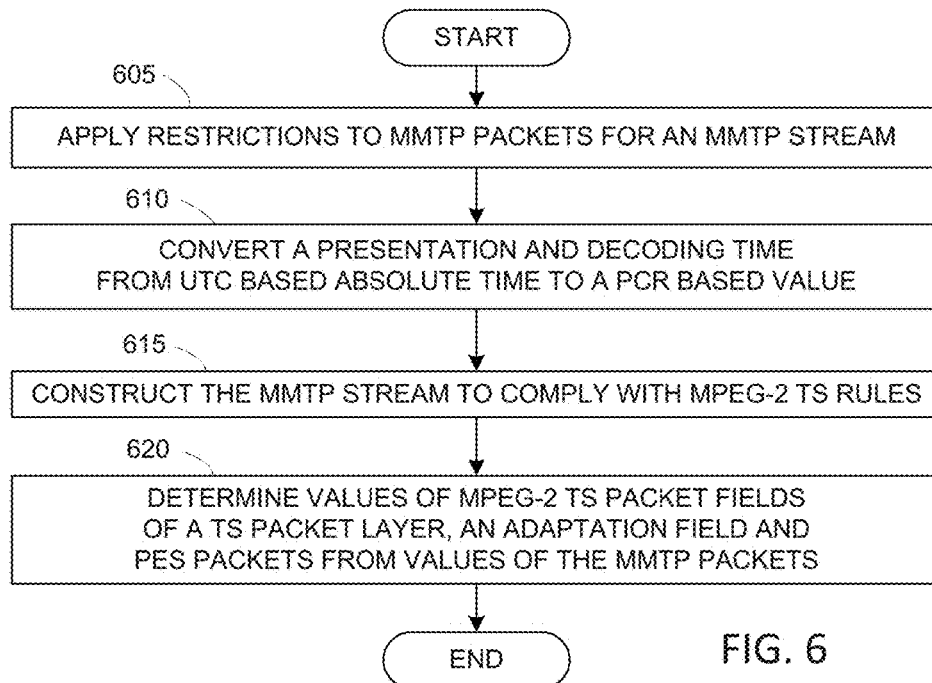 START
605
APPLY RESTRICTIONS TO MMTP PACKETS FOR AN MMTP STREAM
610
CONVERT A PRESENTATION AND DECODING TIME
FROM UTC BASED ABSOLUTE TIME TO A PCR BASED VALUE
615
CONSTRUCT THE MMTP STREAM TO COMPLY WITH MPEG-2 TS RULES
620
DETERMINE VALUES OF MPEG-2 TS PACKET FIELDS
OF A TS PACKET LAYER, AN ADAPTATION FIELD AND
PES PACKETS FROM VALUES OF THE MMTP PACKETS
END
FIG. 6